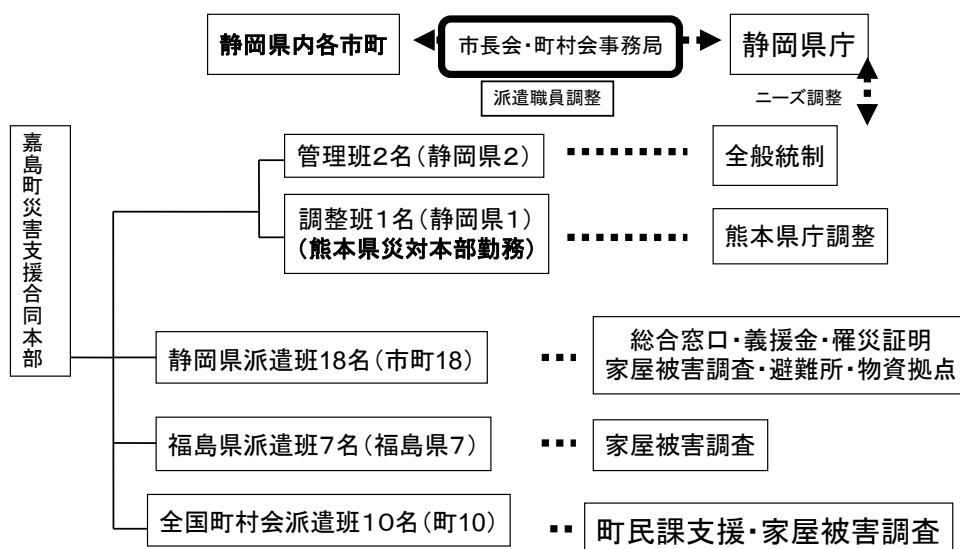 静岡県内各市町
市長会・町村会事務局
静岡県庁
派遣職員調整
ニーズ調整
嘉島町災害支援合同本部
管理班2名(静岡県2)
全般統制
調整班1名(静岡県1)
(熊本県災対本部勤務)
熊本県庁調整
静岡県派遣班18名(市町18)
総合窓口・義援金・罹災証明
家屋被害調査・避難所・物資拠点
福島県派遣班7名(福島県7)
家屋被害調査
全国町村会派遣班10名(町10)
町民課支援・家屋被害調査